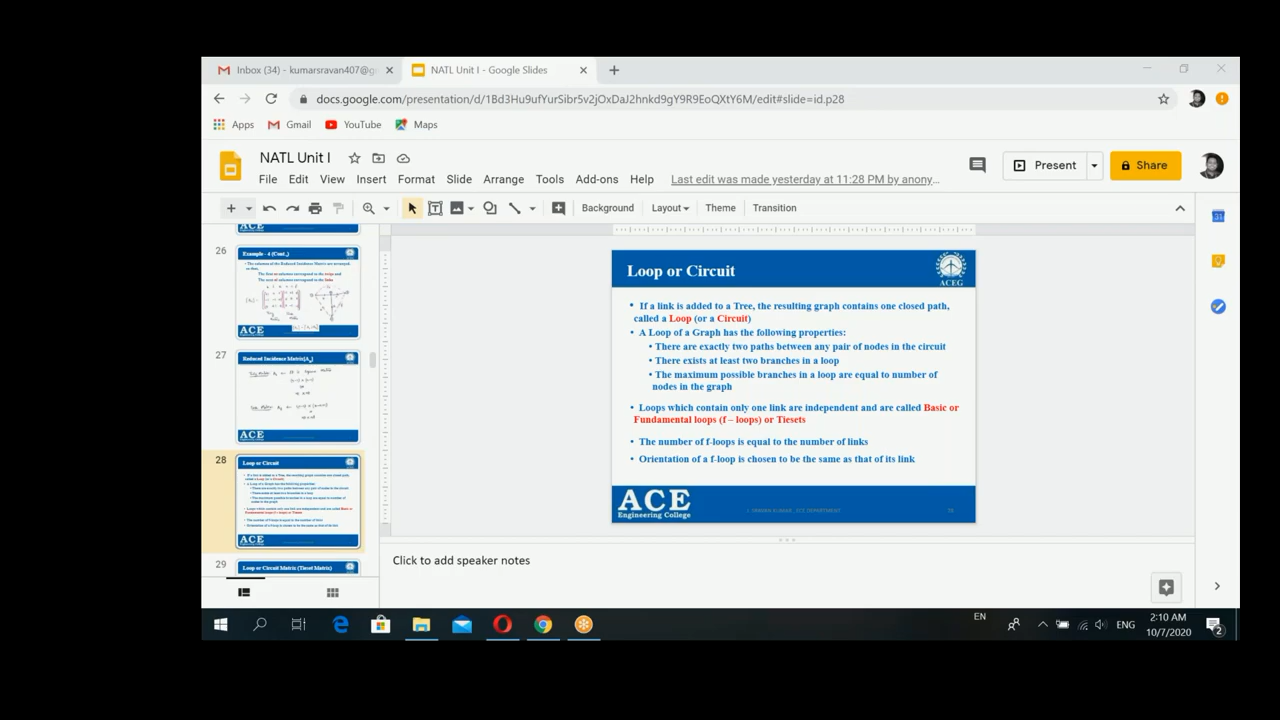 Inbox (34) - kumarsravan407@g
NATL Unit I - Google Slides
docs.google.com/presentation/d/1Bd3Hu9ufYurSibr5v2jOxDaJ2hnkd9gY9R9EoQXtY6M/edit#slide=id.p28
Apps Gmail YouTube Maps
NATL Unit I
File Edit View Insert Format Slide Arrange Tools Add-ons Help Last edit was made yesterday at 11:28 PM by anony...
Present Share
Background Layout Theme Transition
26
Example - 4 (Cont.,)
ACE
27
Reduced Incidence Matrix
ACE
28
Loop or Circuit
ACE
29
Loop or Circuit Matrix (Tieset Matrix)
Loop or Circuit
ACEG
• If a link is added to a Tree, the resulting graph contains one closed path,
called a Loop (or a Circuit)
• A Loop of a Graph has the following properties:
• There are exactly two paths between any pair of nodes in the circuit
• There exists at least two branches in a loop
• The maximum possible branches in a loop are equal to number of
nodes in the graph
• Loops which contain only one link are independent and are called Basic or
Fundamental loops (f – loops) or Tiesets
• The number of f-loops is equal to the number of links
• Orientation of a f-loop is chosen to be the same as that of its link
ACE
Engineering College
Click to add speaker notes
EN
ENG
2:10 AM
10/7/2020
2